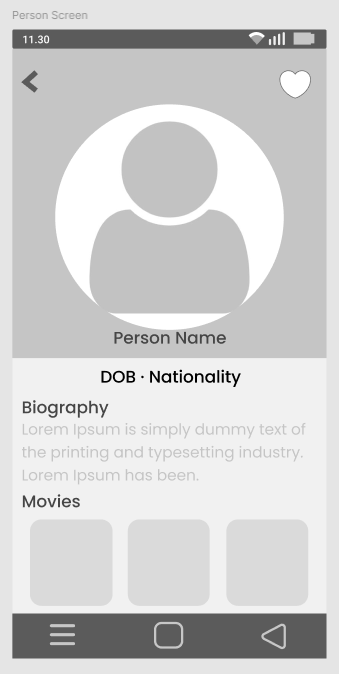 Person Screen
11.30
Person Name
DOB · Nationality
Biography
Lorem Ipsum is simply dummy text of
the printing and typesetting industry.
Lorem Ipsum has been.
Movies